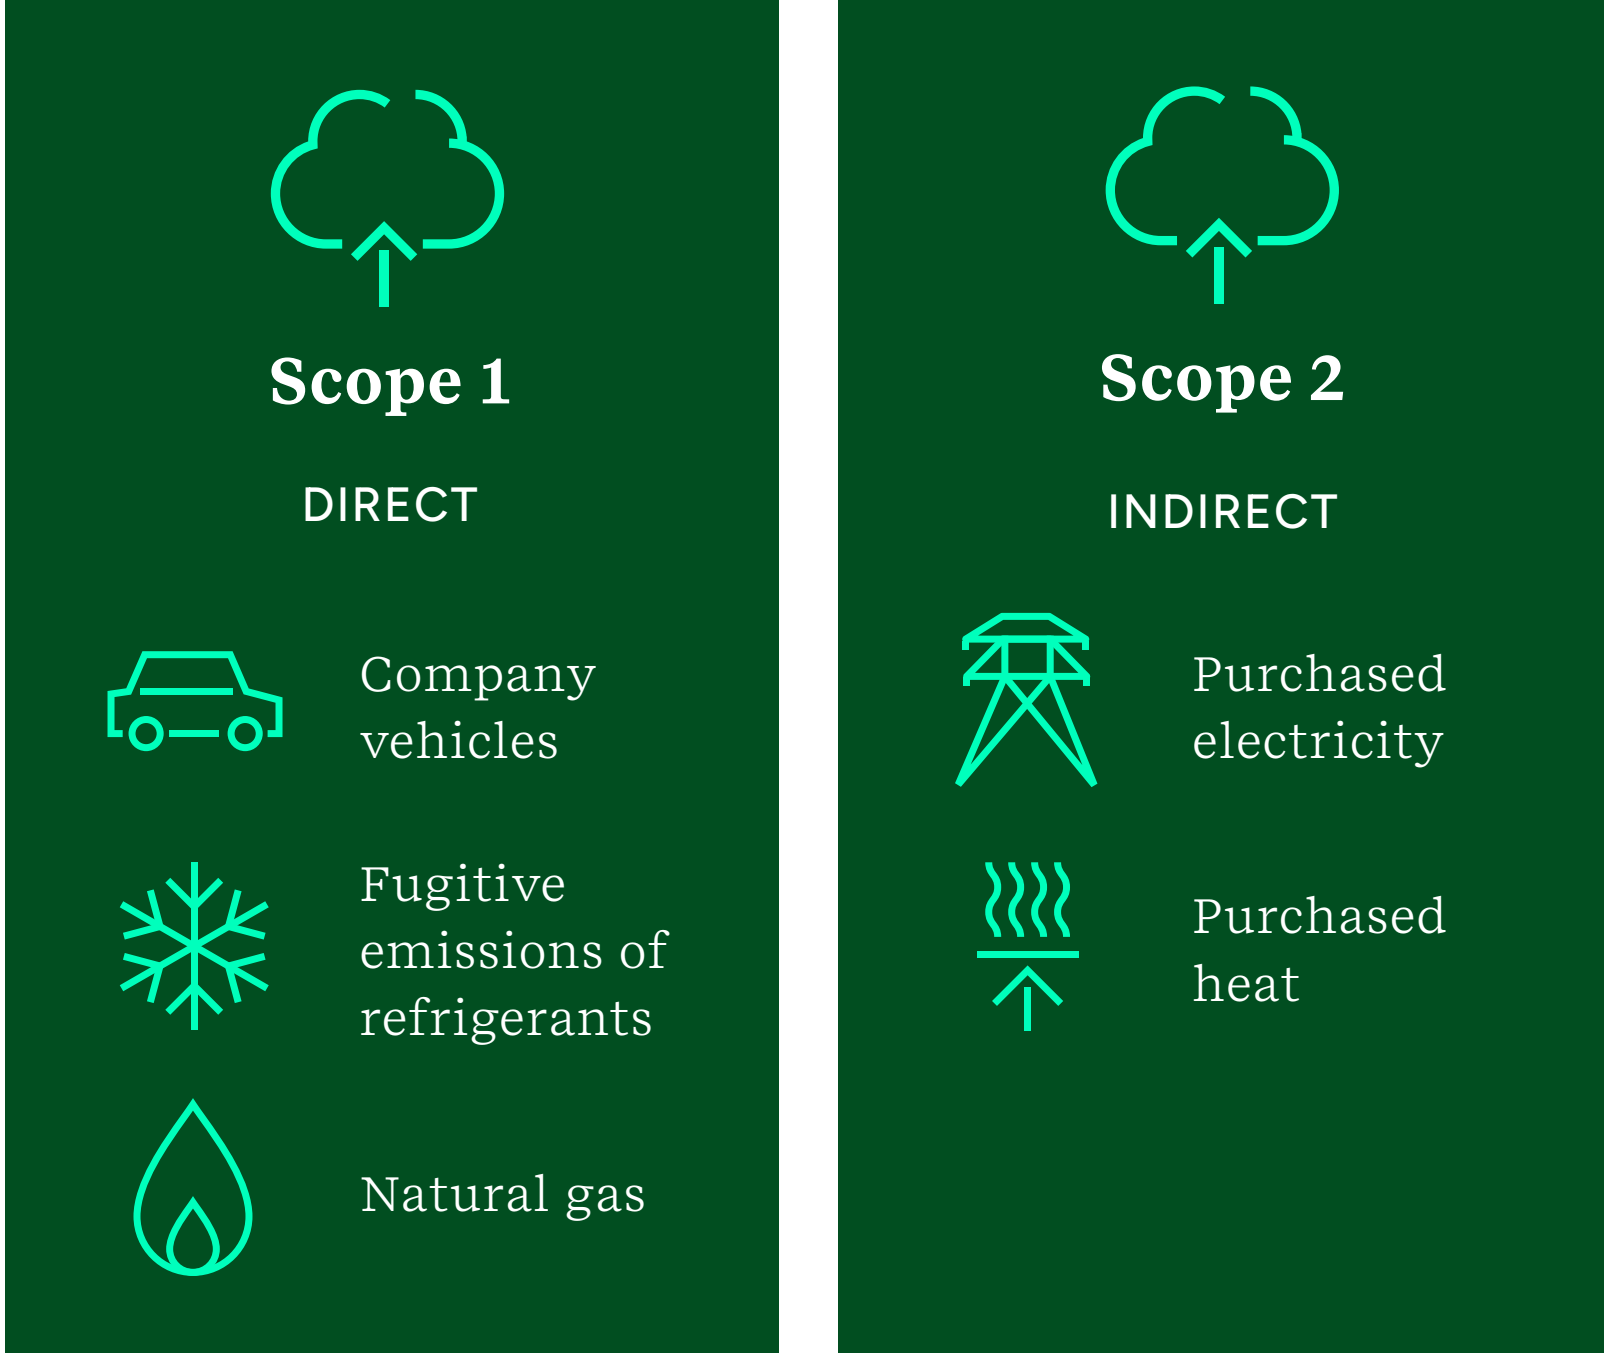 Scope 1
DIRECT
Company
vehicles
Fugitive
emissions of
refrigerants
Natural gas
Scope 2
INDIRECT
Purchased
electricity
Purchased
heat